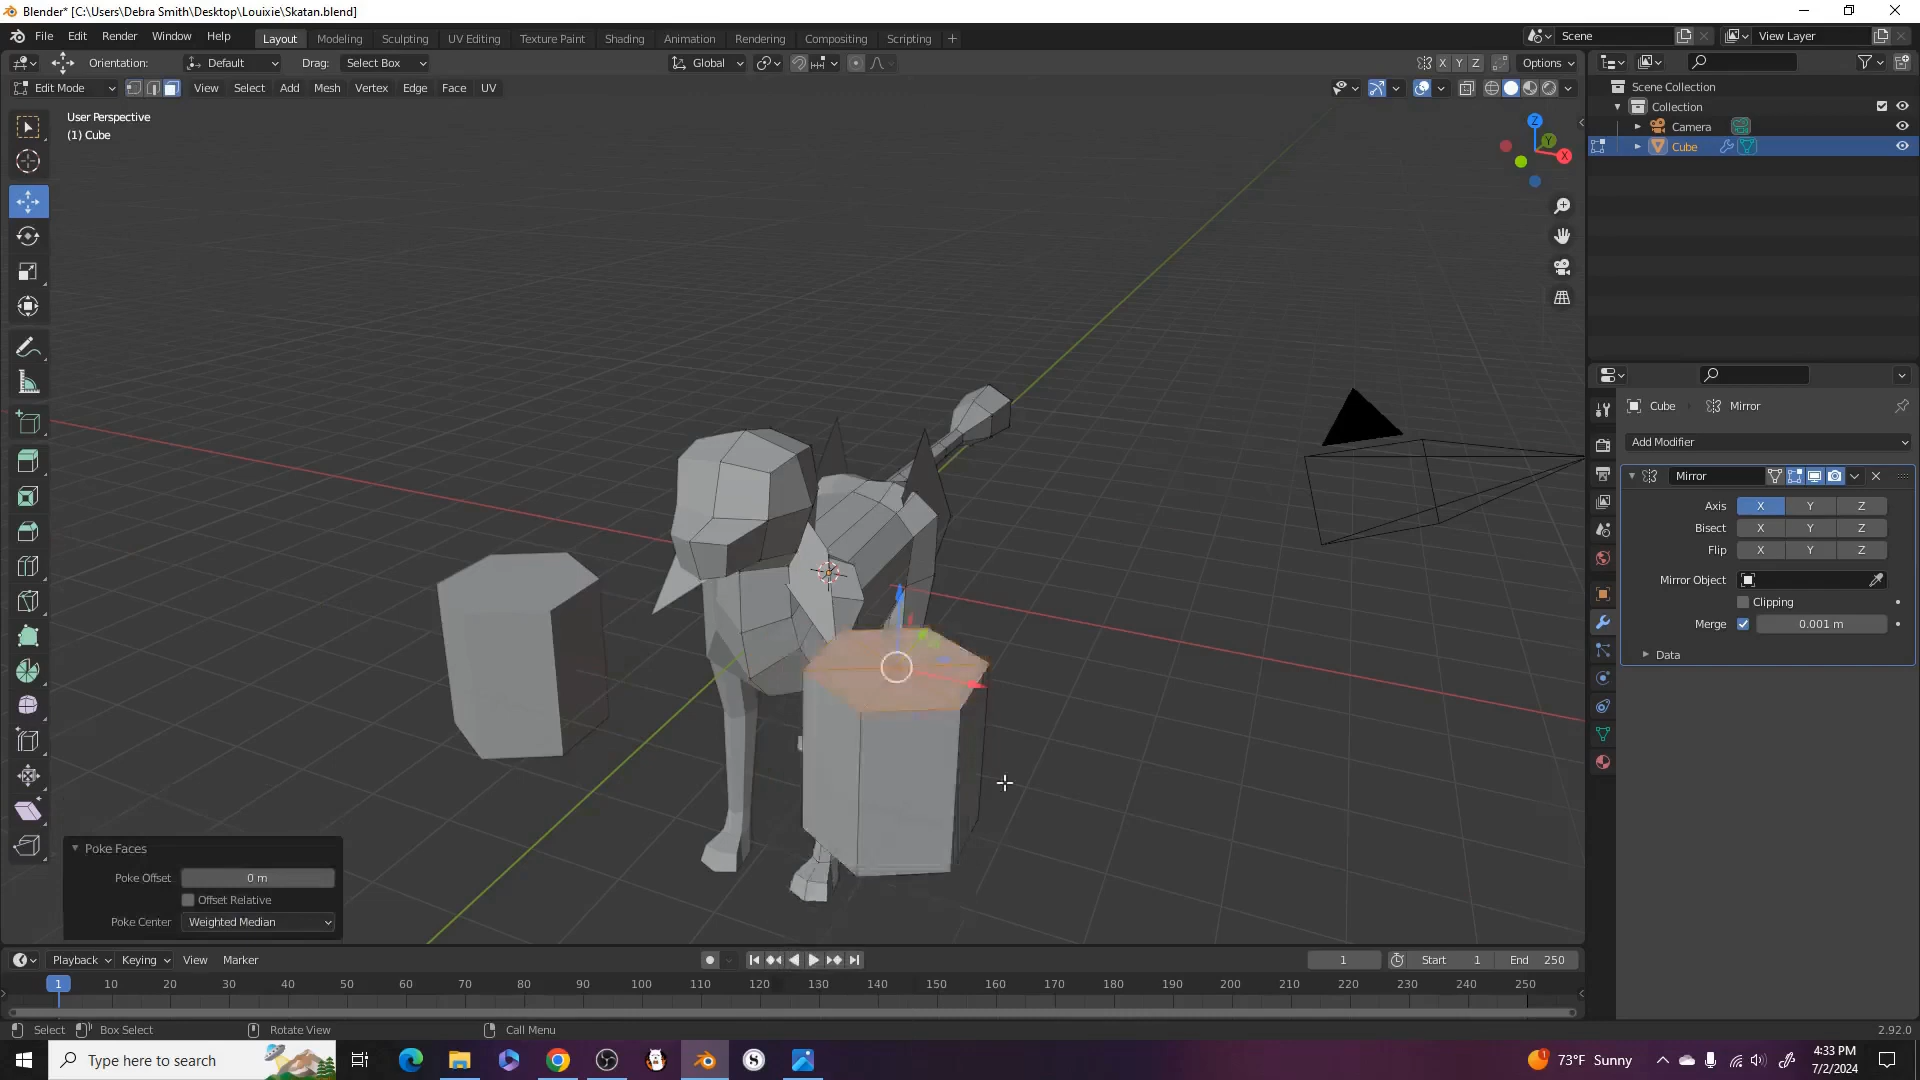 Blender* [C:\Users\Debra Smith\Desktop\Louixie\Skatan.blend]
File Edit Render Window Help Layout Modeling Sculpting UV Editing Texture Paint Shading Animation Rendering Compositing Scripting + Scene View Layer
Orientation: Default Drag: Select Box Global X Y Z Options
Edit Mode View Select Add Mesh Vertex Edge Face UV
User Perspective
(1) Cube
Z
Y
X
Scene Collection
Collection
Camera
Cube
Cube Mirror
Add Modifier
Mirror
Axis X Y Z
Bisect X Y Z
Flip X Y Z
Mirror Object
Clipping
Merge 0.001 m
Data
Poke Faces
Poke Offset 0 m
Offset Relative
Poke Center Weighted Median
Playback Keying View Marker 1 Start 1 End 250
1 10 20 30 40 50 60 70 80 90 100 110 120 130 140 150 160 170 180 190 200 210 220 230 240 250
Select Box Select Rotate View Call Menu 2.92.0
Type here to search
1 73°F Sunny
4:33 PM
7/2/2024